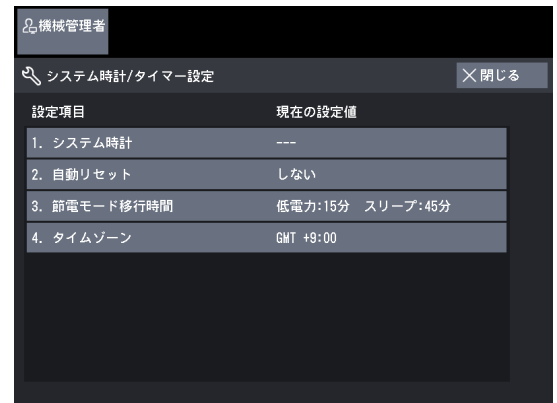 機械管理者
システム時計/タイマー設定 ×閉じる
設定項目 現在の設定値
1. システム時計 ---
2. 自動リセット しない
3. 節電モード移行時間 低電力:15分 スリープ:45分
4. タイムゾーン GMT +9:00